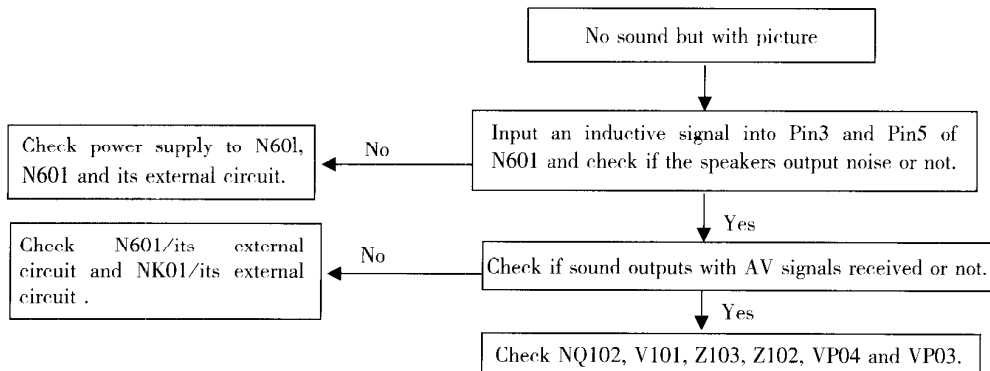 No sound but with picture
Input an inductive signal into Pin3 and Pin5 of
N601 and check if the speakers output noise or not.
No
Check power supply to N601,
N601 and its external circuit.
Yes
Check if sound outputs with AV signals received or not.
No
Check N601/its external
circuit and NK01/its external
circuit .
Yes
Check NQ102, V101, Z103, Z102, VP04 and VP03.